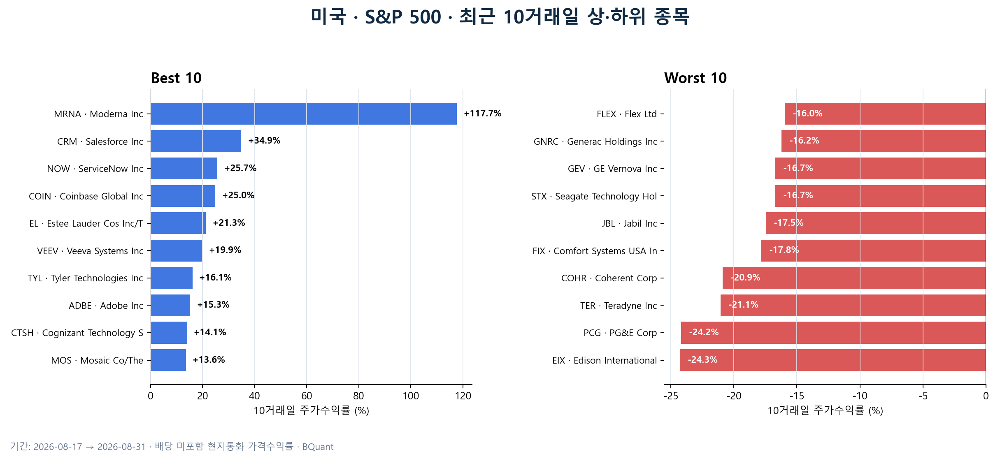 미국 · S&P 500 · 최근 10거래일 상·하위 종목
Best 10
MRNA · Moderna Inc
+117.7%
CRM · Salesforce Inc
+34.9%
NOW · ServiceNow Inc
+25.7%
COIN · Coinbase Global Inc
+25.0%
EL · Estee Lauder Cos Inc/T
+21.3%
VEEV · Veeva Systems Inc
+19.9%
TYL · Tyler Technologies Inc
+16.1%
ADBE · Adobe Inc
+15.3%
CTSH · Cognizant Technology S
+14.1%
MOS · Mosaic Co/The
+13.6%
0 20 40 60 80 100 120
10거래일 주가수익률 (%)
Worst 10
FLEX · Flex Ltd
-16.0%
GNRC · Generac Holdings Inc
-16.2%
GEV · GE Vernova Inc
-16.7%
STX · Seagate Technology Hol
-16.7%
JBL · Jabil Inc
-17.5%
FIX · Comfort Systems USA In
-17.8%
COHR · Coherent Corp
-20.9%
TER · Teradyne Inc
-21.1%
PCG · PG&E Corp
-24.2%
EIX · Edison International
-24.3%
-25 -20 -15 -10 -5 0
10거래일 주가수익률 (%)
기간: 2026-08-17 → 2026-08-31 · 배당 미포함 현지통화 가격수익률 · BQuant